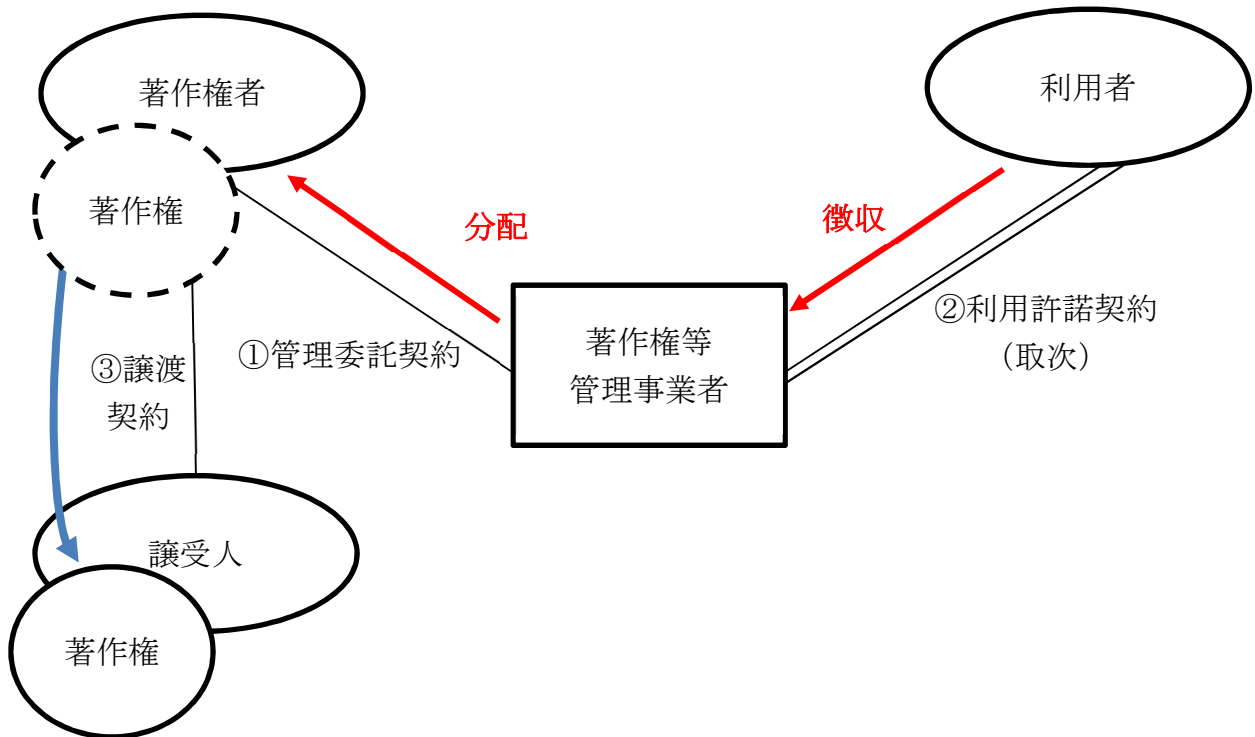 著作権者
利用者
著作権
分配
徴収
②利用許諾契約
（取次）
著作権等
管理事業者
①管理委託契約
③譲渡
契約
譲受人
著作権